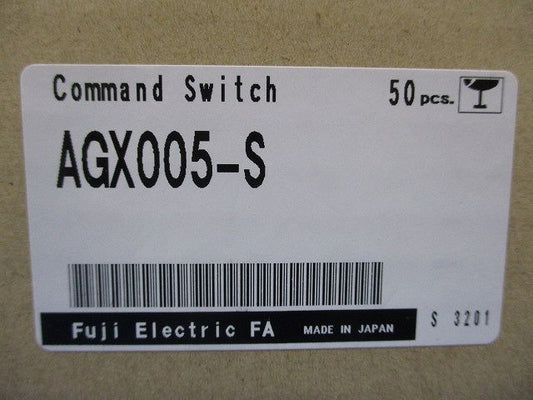 Command Switch 50 pcs.
AGX005-S
Fuji Electric FA MADE IN JAPAN S 3201